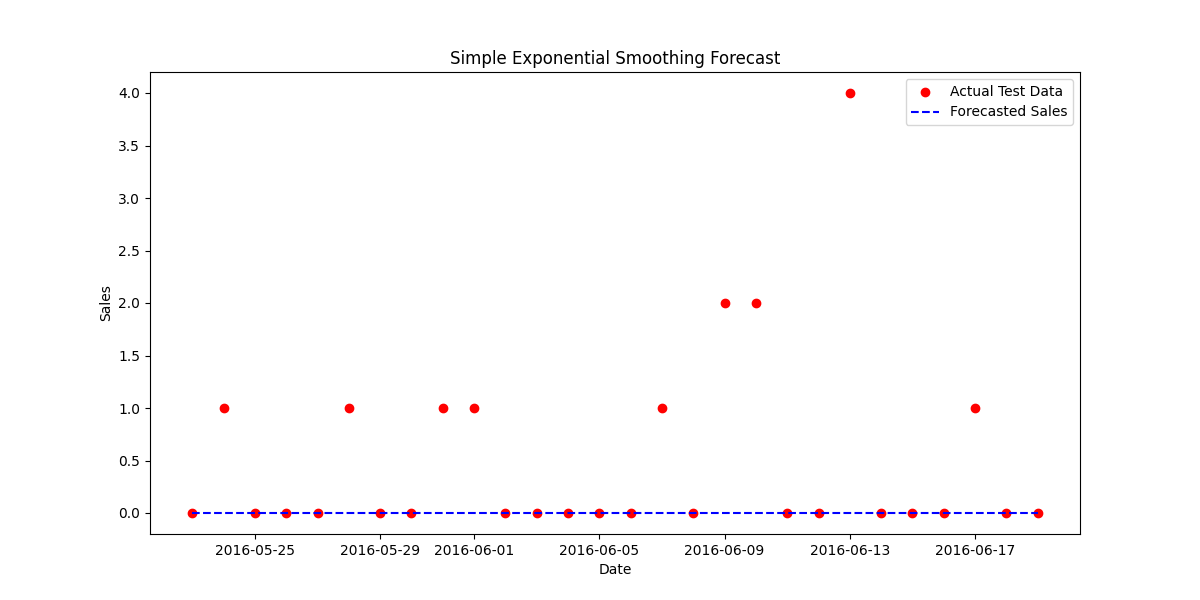 Simple Exponential Smoothing Forecast
Actual Test Data
Forecasted Sales
4.0
3.5
3.0
2.5
2.0
1.5
1.0
0.5
0.0
Sales
2016-05-25 2016-05-29 2016-06-01 2016-06-05 2016-06-09 2016-06-13 2016-06-17
Date